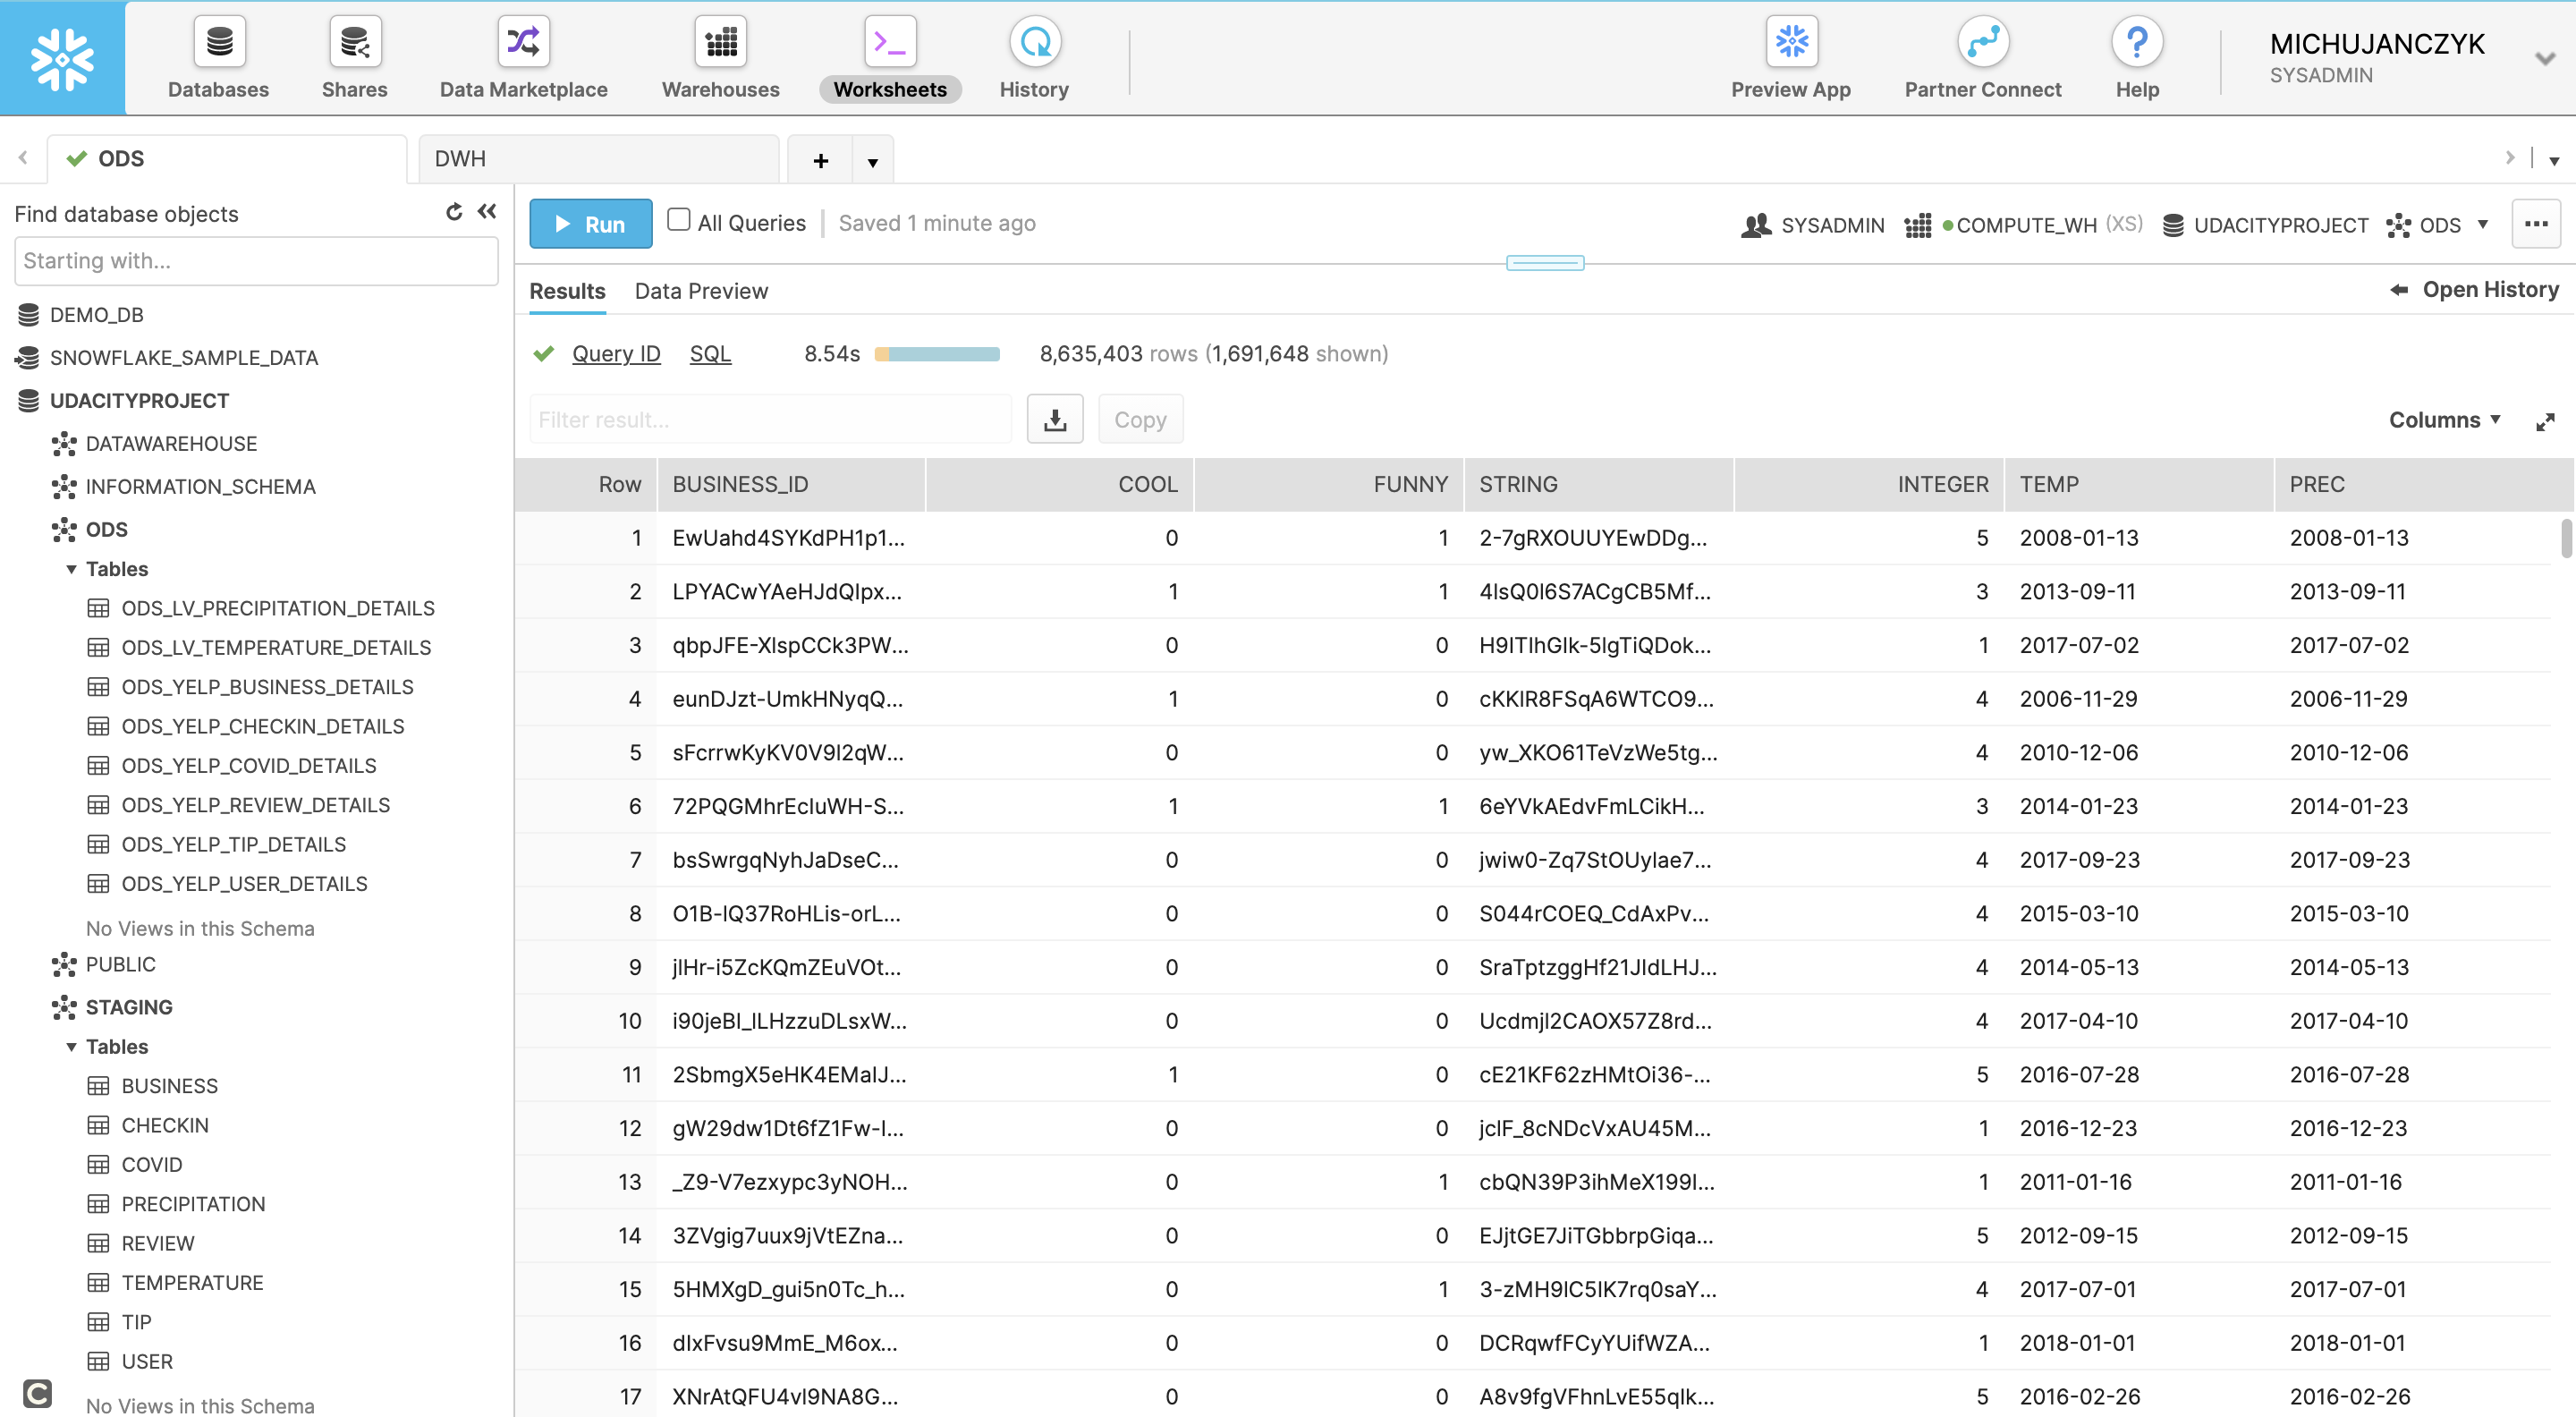 Databases Shares Data Marketplace Warehouses Worksheets History Preview App Partner Connect Help MICHUJANCZYK
SYSADMIN
ODS DWH + 
Find database objects
Starting with...
DEMO_DB
SNOWFLAKE_SAMPLE_DATA
UDACITYPROJECT
DATAWAREHOUSE
INFORMATION_SCHEMA
ODS
Tables
ODS_LV_PRECIPITATION_DETAILS
ODS_LV_TEMPERATURE_DETAILS
ODS_YELP_BUSINESS_DETAILS
ODS_YELP_CHECKIN_DETAILS
ODS_YELP_COVID_DETAILS
ODS_YELP_REVIEW_DETAILS
ODS_YELP_TIP_DETAILS
ODS_YELP_USER_DETAILS
No Views in this Schema
PUBLIC
STAGING
Tables
BUSINESS
CHECKIN
COVID
PRECIPITATION
REVIEW
TEMPERATURE
TIP
USER
No Views in this Schema
Run All Queries Saved 1 minute ago SYSADMIN COMPUTE_WH (XS) UDACITYPROJECT ODS ...
Results Data Preview Open History
Query ID SQL 8.54s 8,635,403 rows (1,691,648 shown)
Filter result... Copy Columns
Row BUSINESS_ID COOL FUNNY STRING INTEGER TEMP PREC
1 EwUahd4SYKdPH1p1... 0 1 2-7gRXOUUYEwDDg... 5 2008-01-13 2008-01-13
2 LPYACwYAeHJdQIpx... 1 1 4lsQ0I6S7ACgCB5Mf... 3 2013-09-11 2013-09-11
3 qbpJFE-XlspCCk3PW... 0 0 H9ITIhGlk-5lgTiQDok... 1 2017-07-02 2017-07-02
4 eunDJzt-UmkHNyqQ... 1 0 cKKlR8FSqA6WTCO9... 4 2006-11-29 2006-11-29
5 sFcrrwKyKV0V9I2qW... 0 0 yw_XKO61TeVzWe5tg... 4 2010-12-06 2010-12-06
6 72PQGMhrEcIuWH-S... 1 1 6eYVkAEdvFmLCikH... 3 2014-01-23 2014-01-23
7 bsSwrgqNyhJaDseC... 0 0 jwiw0-Zq7StOUylae7... 4 2017-09-23 2017-09-23
8 O1B-lQ37RoHLis-orL... 0 0 S044rCOEQ_CdAxPv... 4 2015-03-10 2015-03-10
9 jlHr-i5ZcKQmZEuVOt... 0 0 SraTptzggHf21JldLHJ... 4 2014-05-13 2014-05-13
10 i90jeBl_lLHzzuDLsxW... 0 0 Ucdmjl2CAOX57Z8rd... 4 2017-04-10 2017-04-10
11 2SbmgX5eHK4EMaIJ... 1 0 cE21KF62zHMtOi36-... 5 2016-07-28 2016-07-28
12 gW29dw1Dt6fZ1Fw-I... 0 0 jclF_8cNDcVxAU45M... 1 2016-12-23 2016-12-23
13 _Z9-V7ezxypc3yNOH... 0 1 cbQN39P3ihMeX199l... 1 2011-01-16 2011-01-16
14 3ZVgig7uux9jVtEZna... 0 0 EJjtGE7JiTGbbrpGiqa... 5 2012-09-15 2012-09-15
15 5HMXgD_gui5n0Tc_h... 0 1 3-zMH9lC5lK7rq0saY... 4 2017-07-01 2017-07-01
16 dlxFvsu9MmE_M6ox... 0 0 DCRqwfFCyYUifWZA... 1 2018-01-01 2018-01-01
17 XNrAtQFU4vl9NA8G... 0 0 A8v9fgVFhnLvE55qlk... 5 2016-02-26 2016-02-26